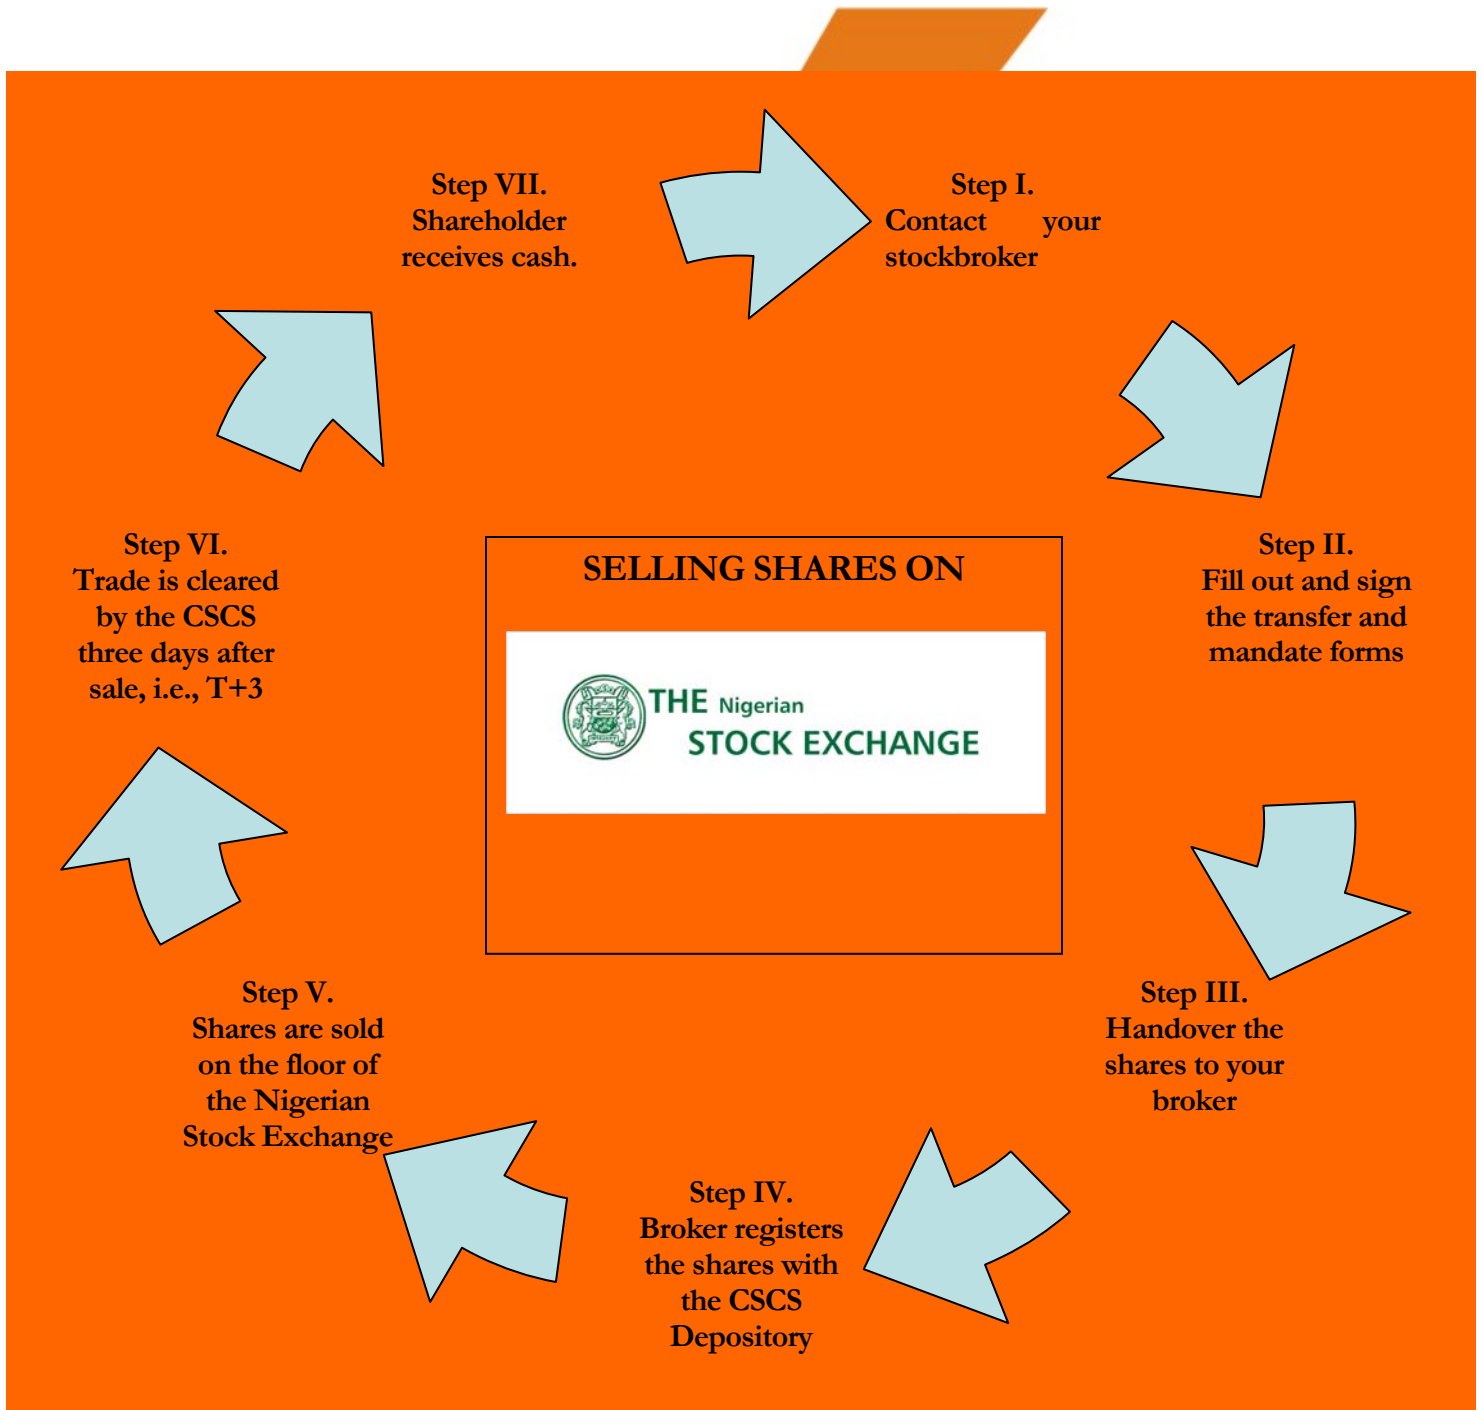 Step I.
Contact your
stockbroker
Step II.
Fill out and sign
the transfer and
mandate forms
Step III.
Handover the
shares to your
broker
Step IV.
Broker registers
the shares with
the CSCS
Depository
Step V.
Shares are sold
on the floor of
the Nigerian
Stock Exchange
Step VI.
Trade is cleared
by the CSCS
three days after
sale, i.e., T+3
Step VII.
Shareholder
receives cash.
SELLING SHARES ON
THE Nigerian
STOCK EXCHANGE